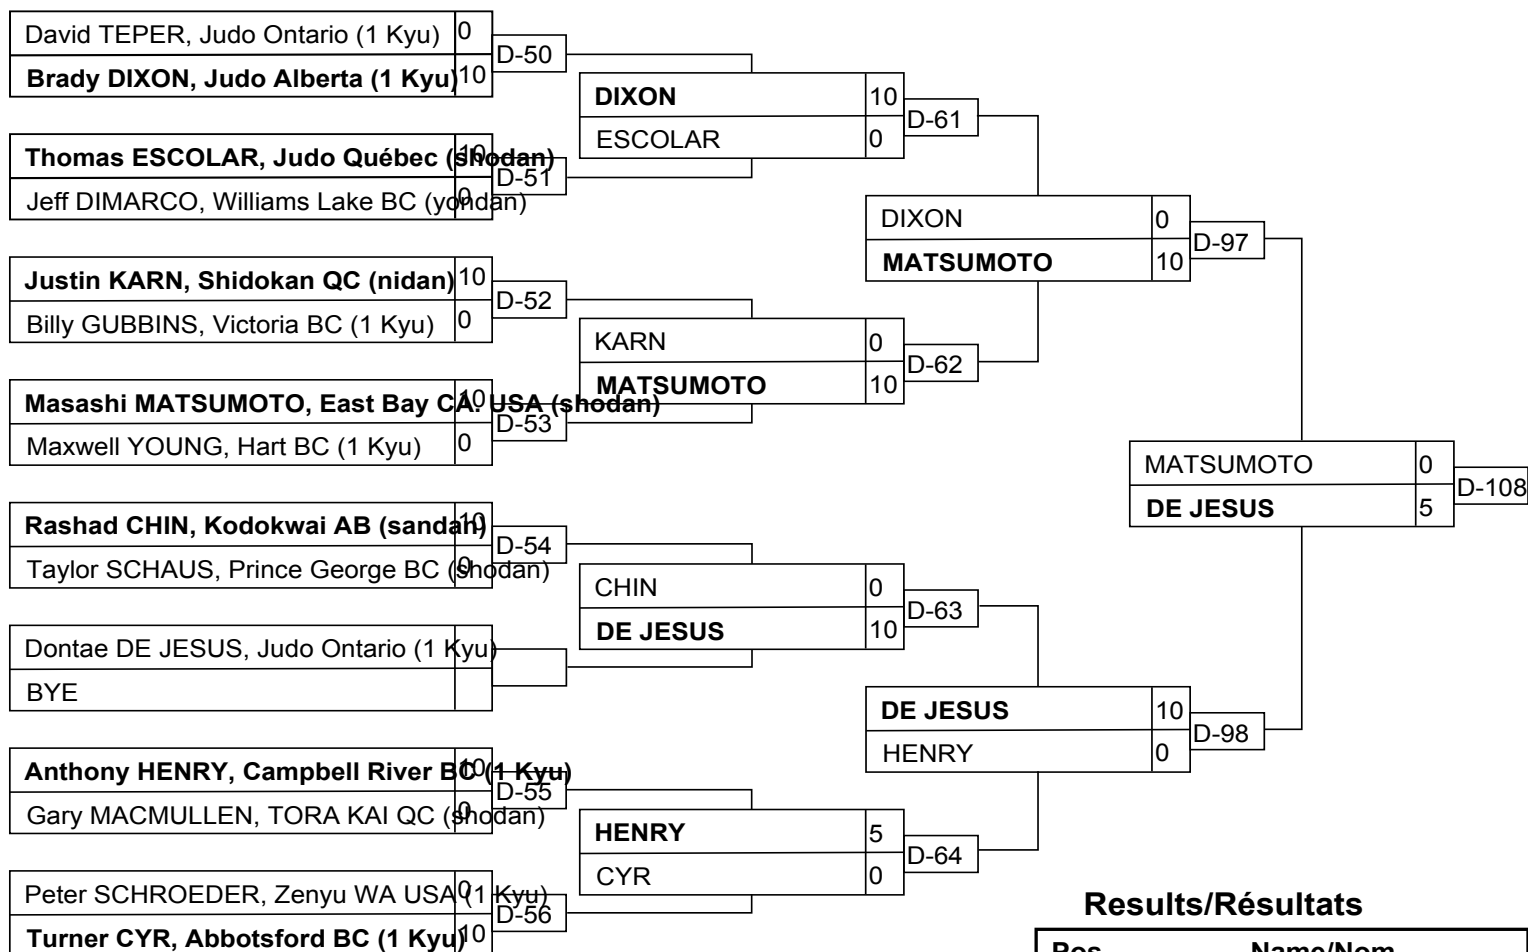 David TEPER, Judo Ontario (1 Kyu) 0
D-50
Brady DIXON, Judo Alberta (1 Kyu) 10
DIXON 10
D-61
ESCOLAR 0
Thomas ESCOLAR, Judo Québec (shodan) 10
D-51
Jeff DIMARCO, Williams Lake BC (yondan) 0
DIXON 0
D-97
MATSUMOTO 10
Justin KARN, Shidokan QC (nidan) 10
D-52
Billy GUBBINS, Victoria BC (1 Kyu) 0
KARN 0
D-62
MATSUMOTO 10
Masashi MATSUMOTO, East Bay CA. USA (shodan) 10
D-53
Maxwell YOUNG, Hart BC (1 Kyu) 0
MATSUMOTO 0
D-108
DE JESUS 5
Rashad CHIN, Kodokwai AB (sandan) 10
D-54
Taylor SCHAUS, Prince George BC (shodan) 0
CHIN 0
D-63
DE JESUS 10
Dontae DE JESUS, Judo Ontario (1 Kyu)
BYE
DE JESUS 10
D-98
HENRY 0
Anthony HENRY, Campbell River BC (1 Kyu) 10
D-55
Gary MACMULLEN, TORA KAI QC (shodan) 0
HENRY 5
D-64
CYR 0
Peter SCHROEDER, Zenyu WA USA (1 Kyu) 0
D-56
Turner CYR, Abbotsford BC (1 Kyu) 10
Results/Résultats
Pos. Name/Nom